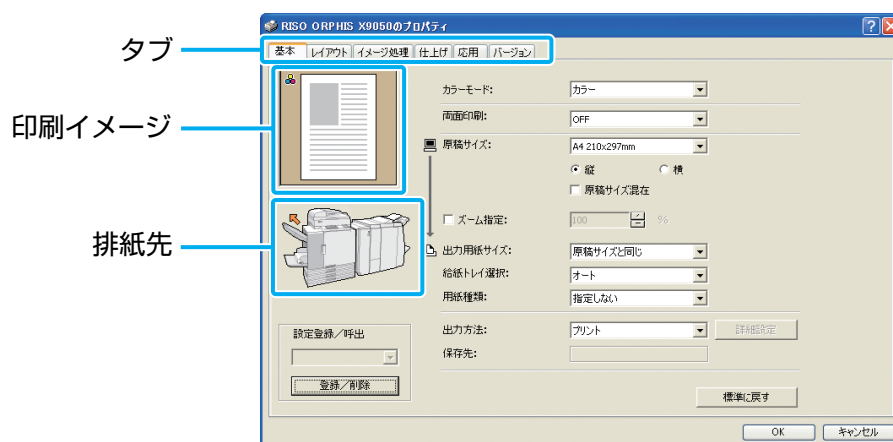 RISO ORPHIS X9050のプロパティ
タブ
基本 レイアウト イメージ処理 仕上げ 応用 バージョン
印刷イメージ
排紙先
カラーモード: カラー
両面印刷: OFF
原稿サイズ: A4 210x297mm
縦 横
原稿サイズ混在
ズーム指定: 100 %
出力用紙サイズ: 原稿サイズと同じ
給紙トレイ選択: オート
用紙種類: 指定しない
出力方法: プリント 詳細設定
保存先:
設定登録/呼出
登録/削除
標準に戻す
OK キャンセル